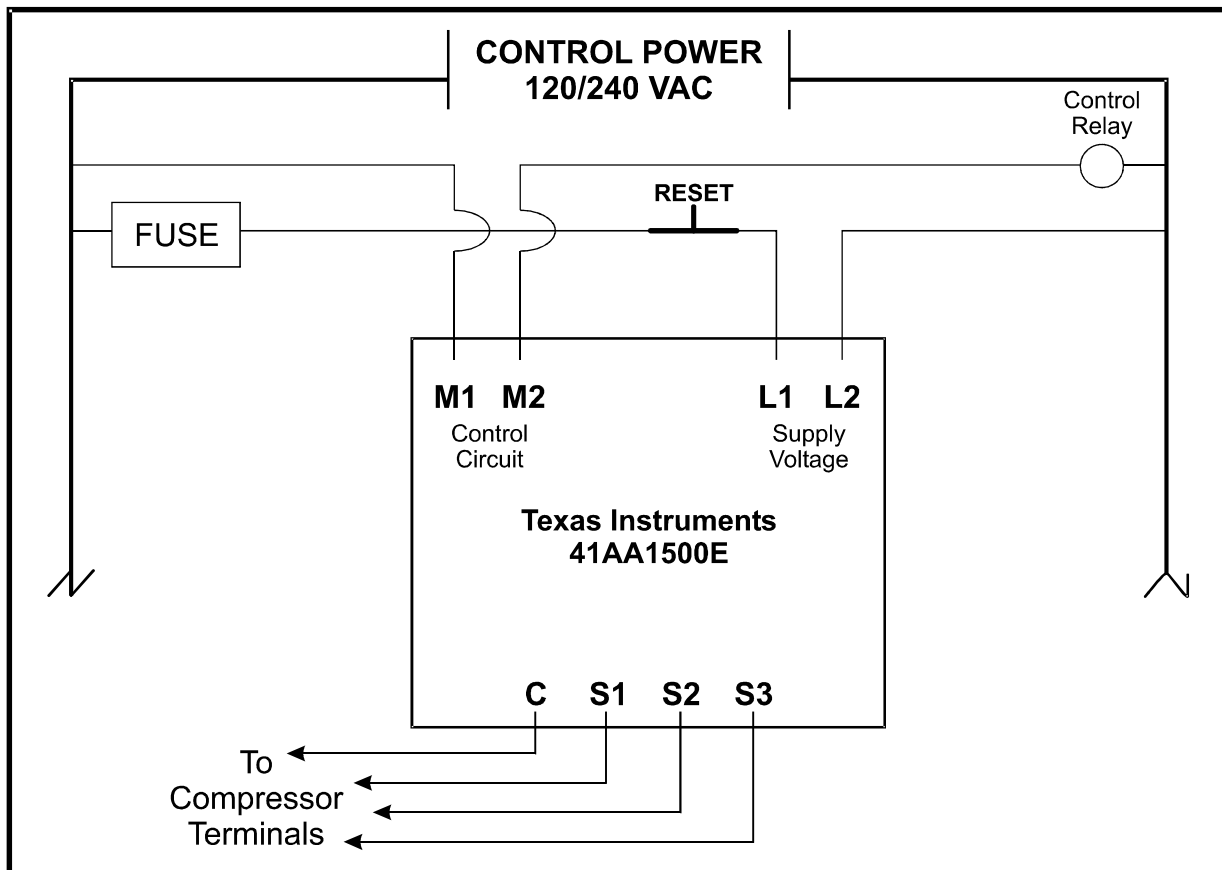 CONTROL POWER
120/240 VAC
Control
Relay
RESET
FUSE
M1 M2
L1 L2
Control
Circuit
Supply
Voltage
Texas Instruments
41AA1500E
C S1 S2 S3
To
Compressor
Terminals